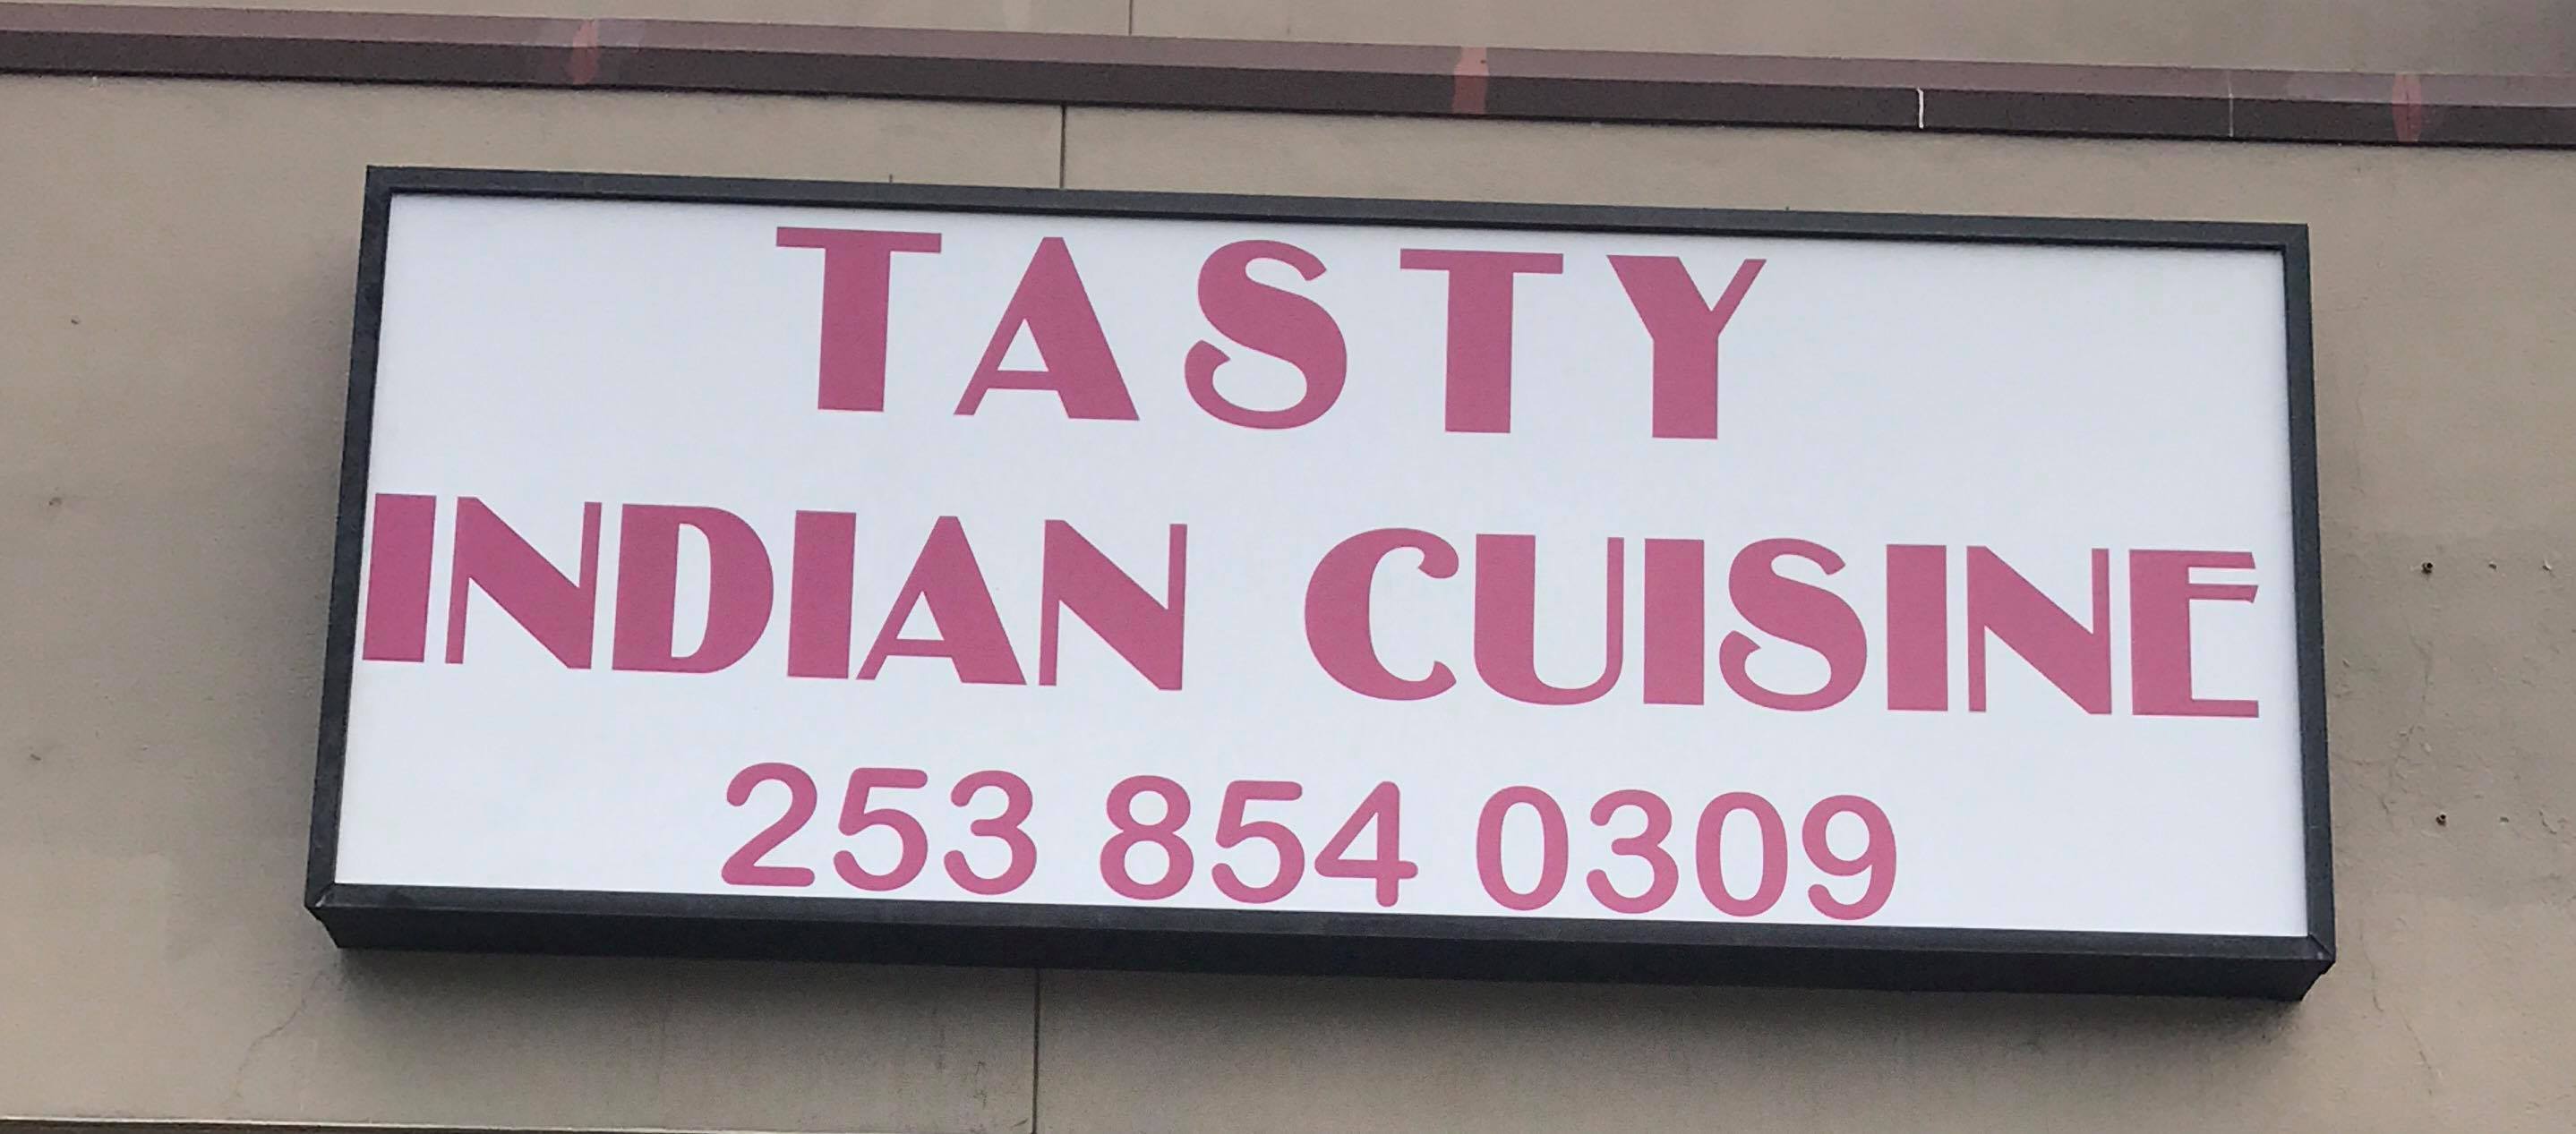 TASTY
INDIAN CUISINE
253 854 0309